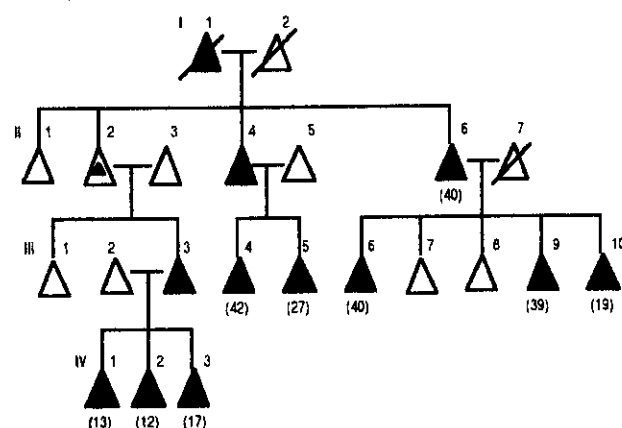 I 1 2
II 1 2 3 4 5 6 7
(40)
III 1 2 3 4 5 6 7 8 9 10
(42) (27) (40) (39) (19)
IV 1 2 3
(13) (12) (17)